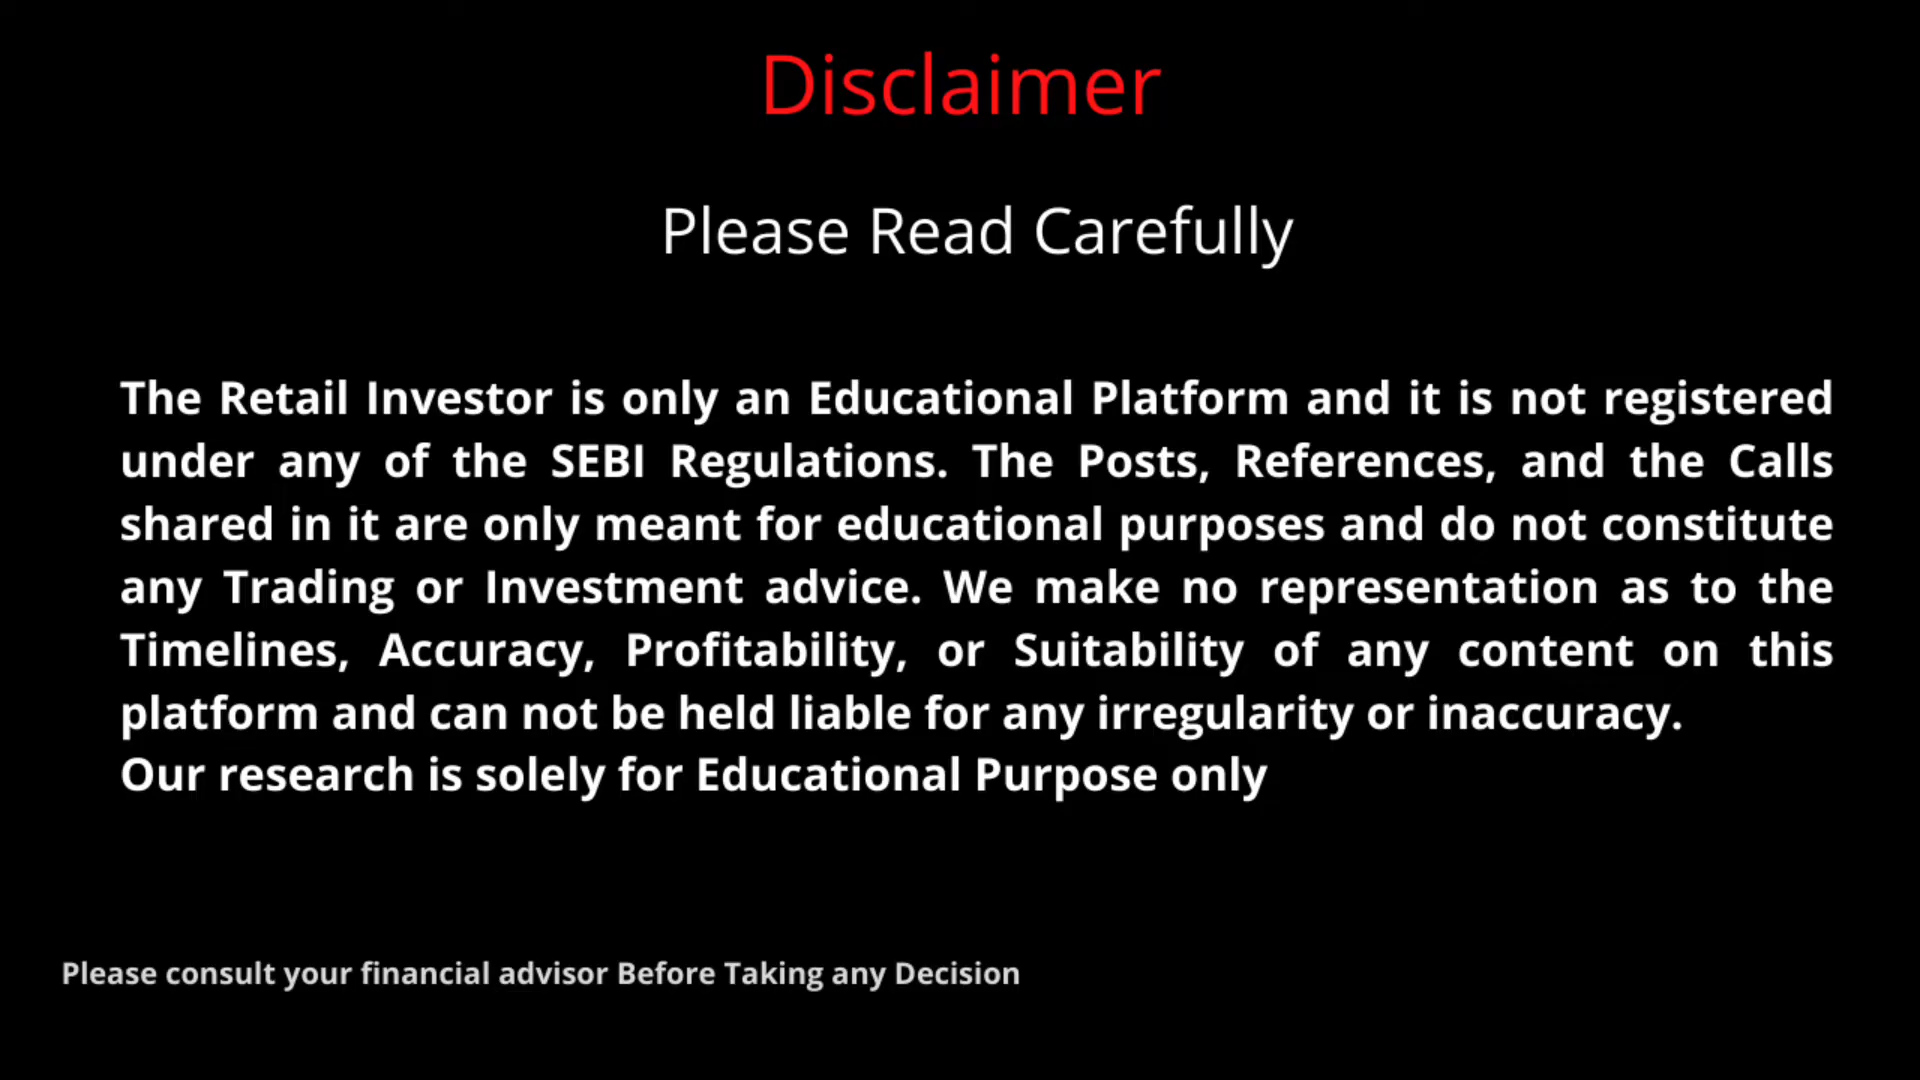 Disclaimer
Please Read Carefully
The Retail Investor is only an Educational Platform and it is not registered
under any of the SEBI Regulations. The Posts, References, and the Calls
shared in it are only meant for educational purposes and do not constitute
any Trading or Investment advice. We make no representation as to the
Timelines, Accuracy, Profitability, or Suitability of any content on this
platform and can not be held liable for any irregularity or inaccuracy.
Our research is solely for Educational Purpose only
Please consult your financial advisor Before Taking any Decision